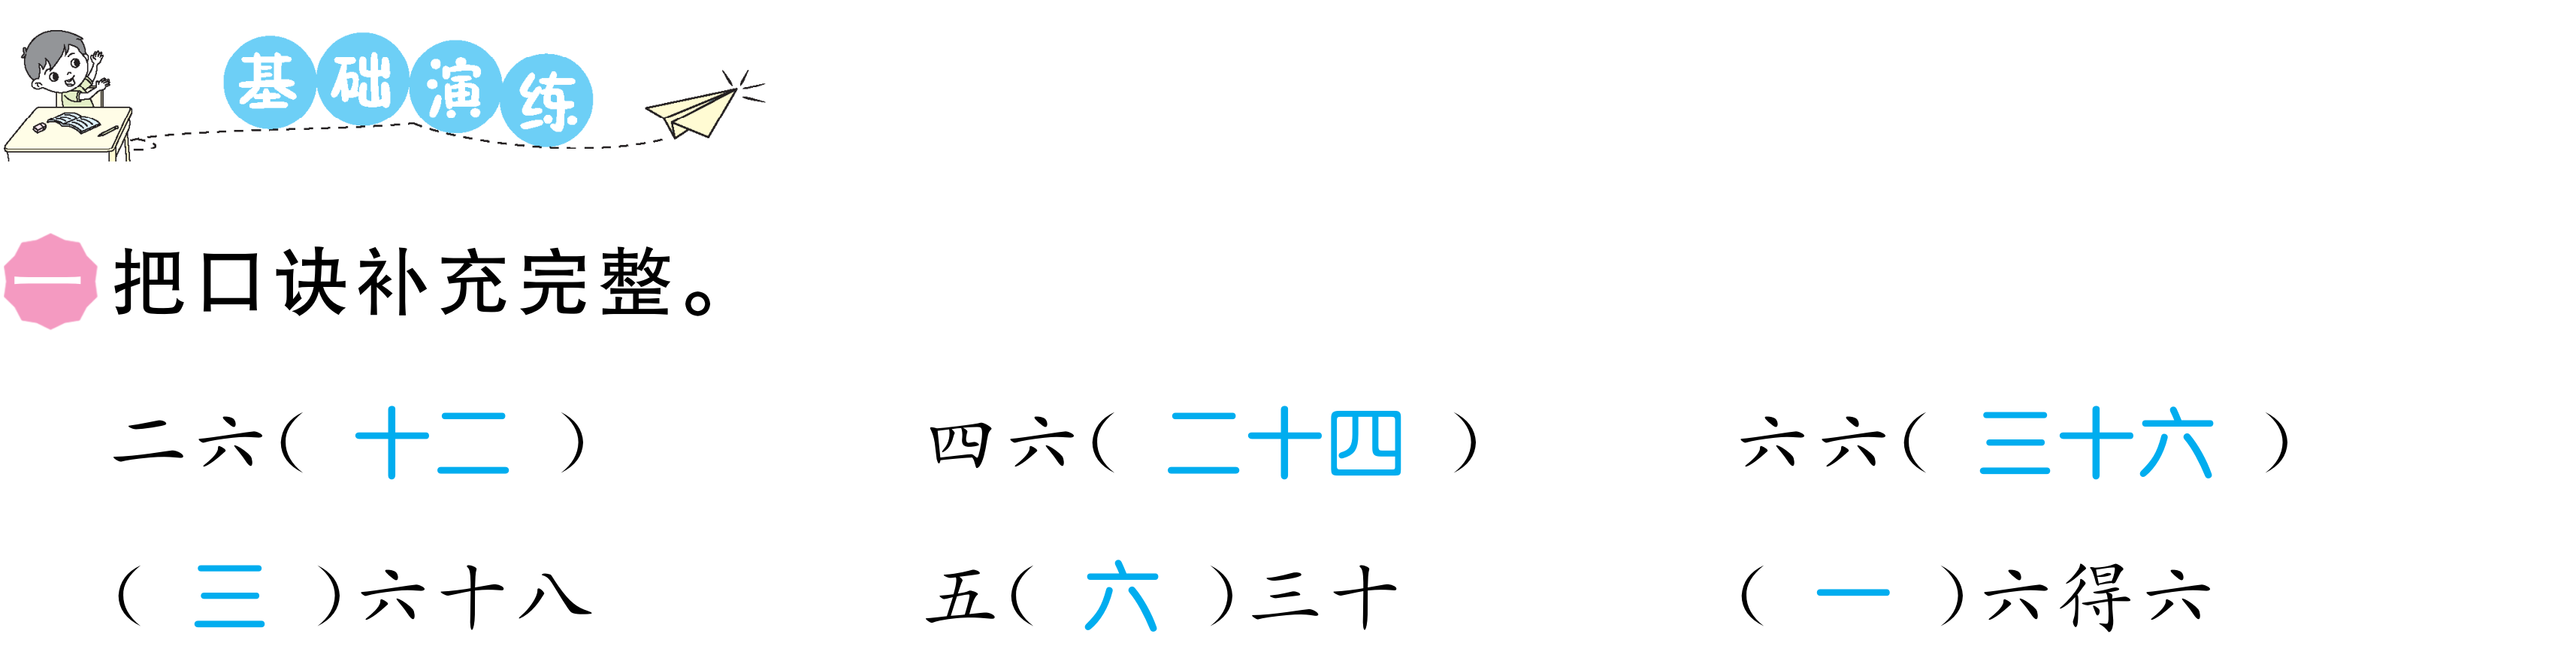 基础演练
一 把口诀补充完整。
二六( 十二 ) 四六( 二十四 ) 六六( 三十六 )
( 三 )六十八 五( 六 )三十 ( 一 )六得六